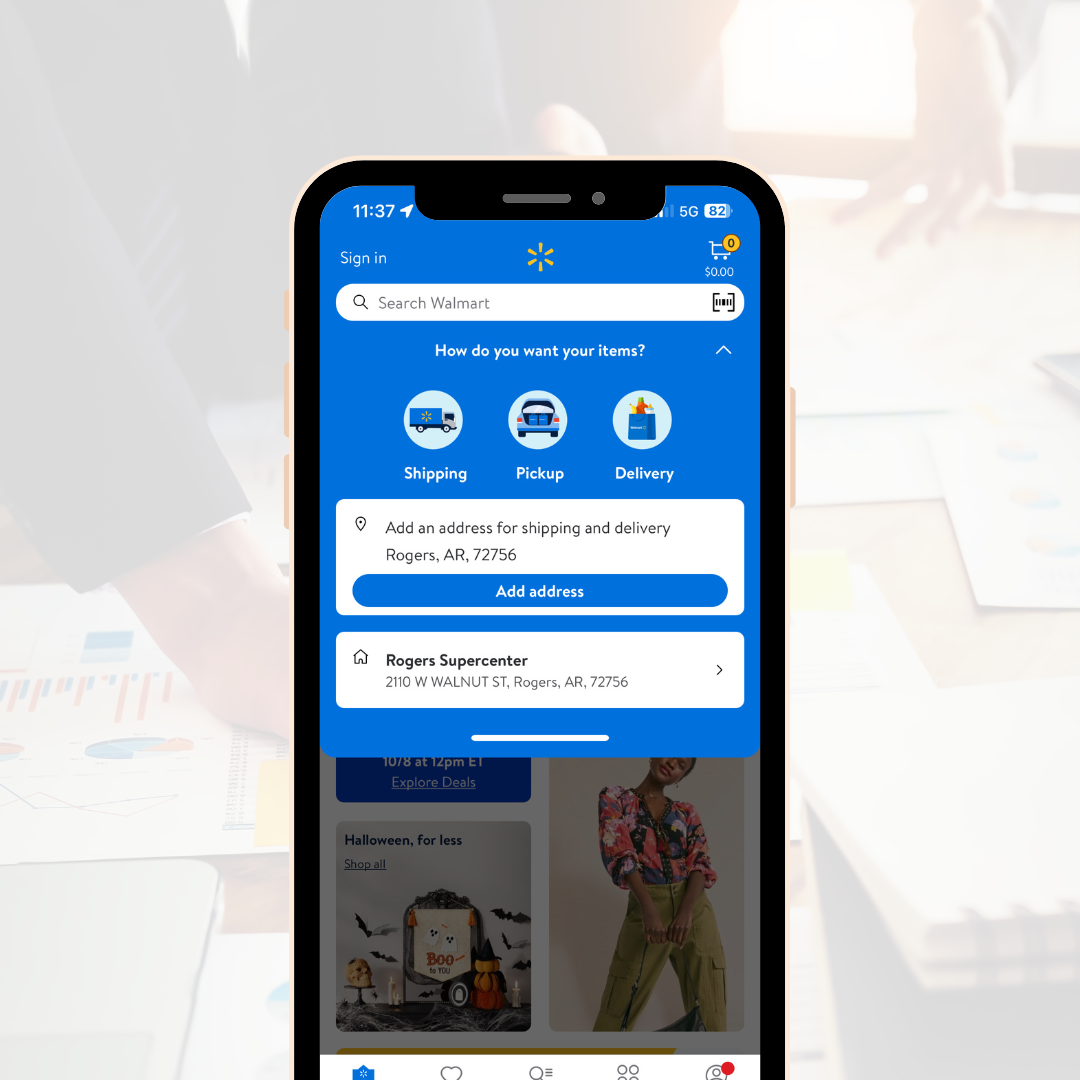 11:37
5G 82
Sign in
0
$0.00
Search Walmart
How do you want your items?
Shipping
Pickup
Delivery
Add an address for shipping and delivery
Rogers, AR, 72756
Add address
Rogers Supercenter
2110 W WALNUT ST, Rogers, AR, 72756
10/8 at 12pm ET
Explore Deals
Halloween, for less
Shop all
Boo
to YOU